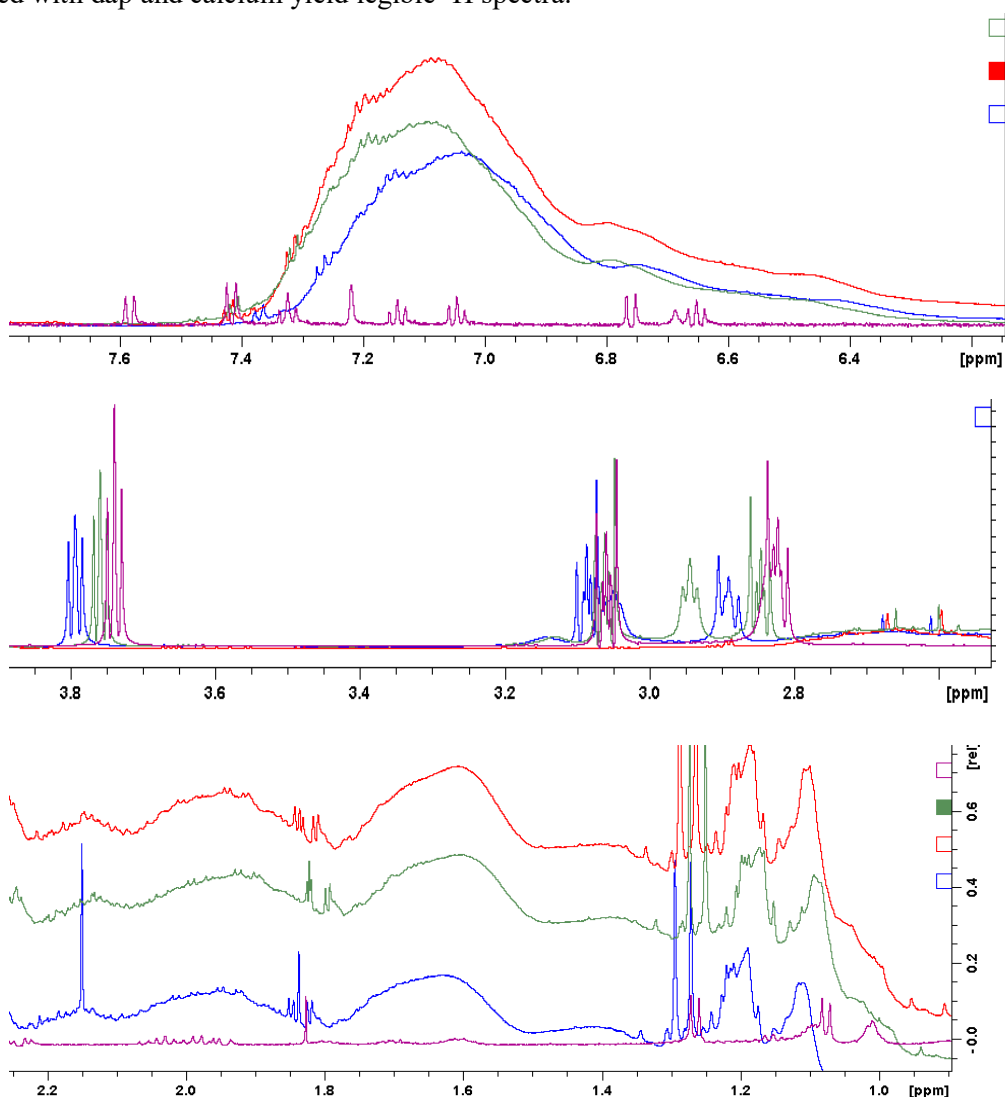 ed with dap and calcium yield legible ¹H spectra.
7.6 7.4 7.2 7.0 6.8 6.6 6.4 [ppm]
3.8 3.6 3.4 3.2 3.0 2.8 [ppm]
[rel
0.6
0.4
0.2
- 0.0
2.2 2.0 1.8 1.6 1.4 1.2 1.0 [ppm]